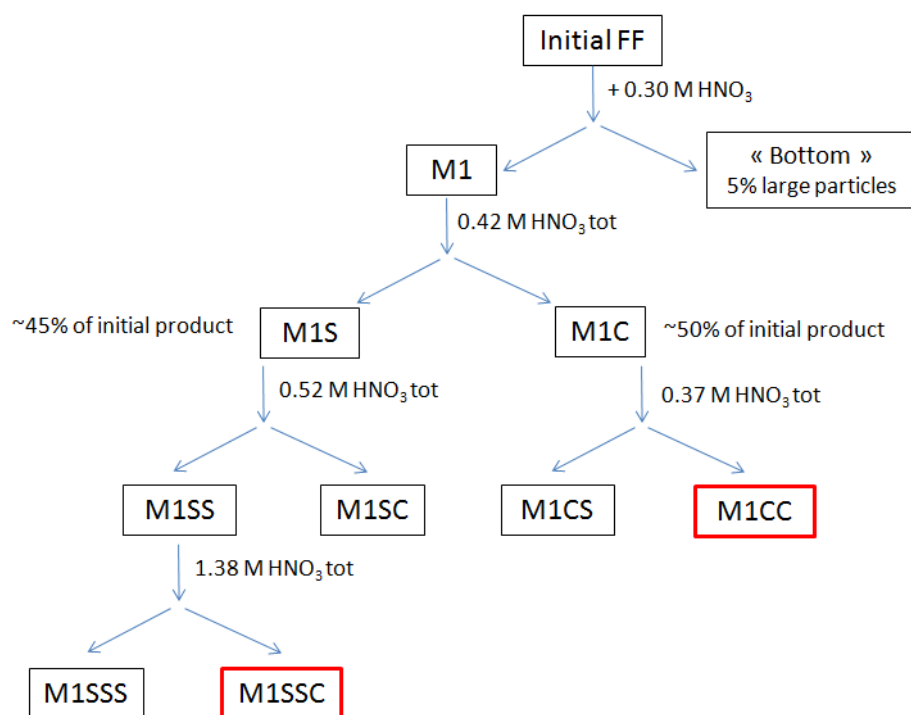 Initial FF
+ 0.30 M HNO₃
« Bottom »
5% large particles
M1
0.42 M HNO₃ tot
~45% of initial product
M1S
M1C
~50% of initial product
0.52 M HNO₃ tot
0.37 M HNO₃ tot
M1SS
M1SC
M1CS
M1CC
1.38 M HNO₃ tot
M1SSS
M1SSC